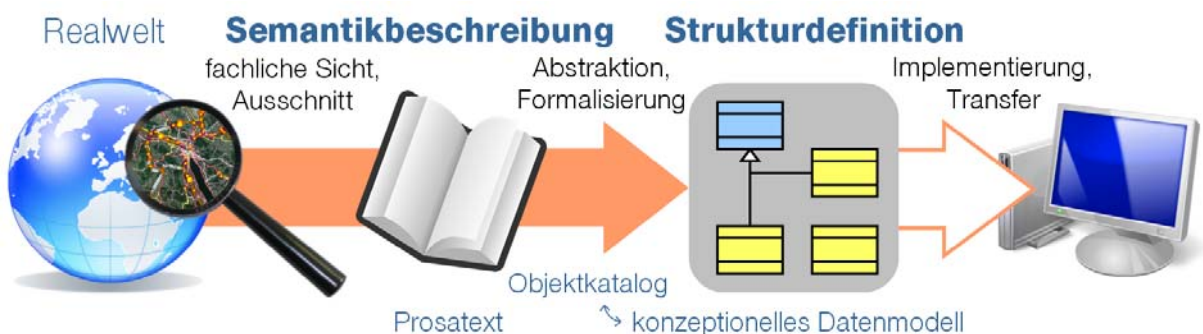 Realwelt
Semantikbeschreibung
Strukturdefinition
fachliche Sicht,
Ausschnitt
Abstraktion,
Formalisierung
Implementierung,
Transfer
Objektkatalog
Prosatext
konzeptionelles Datenmodell